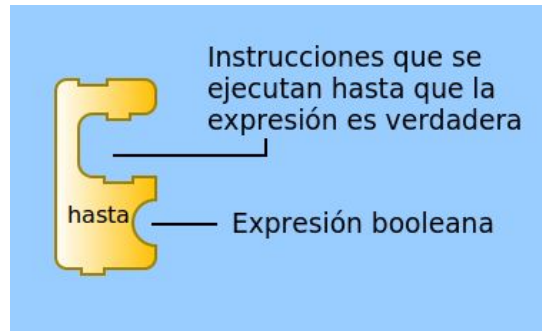 Instrucciones que se
ejecutan hasta que la
expresión es verdadera
hasta
Expresión booleana